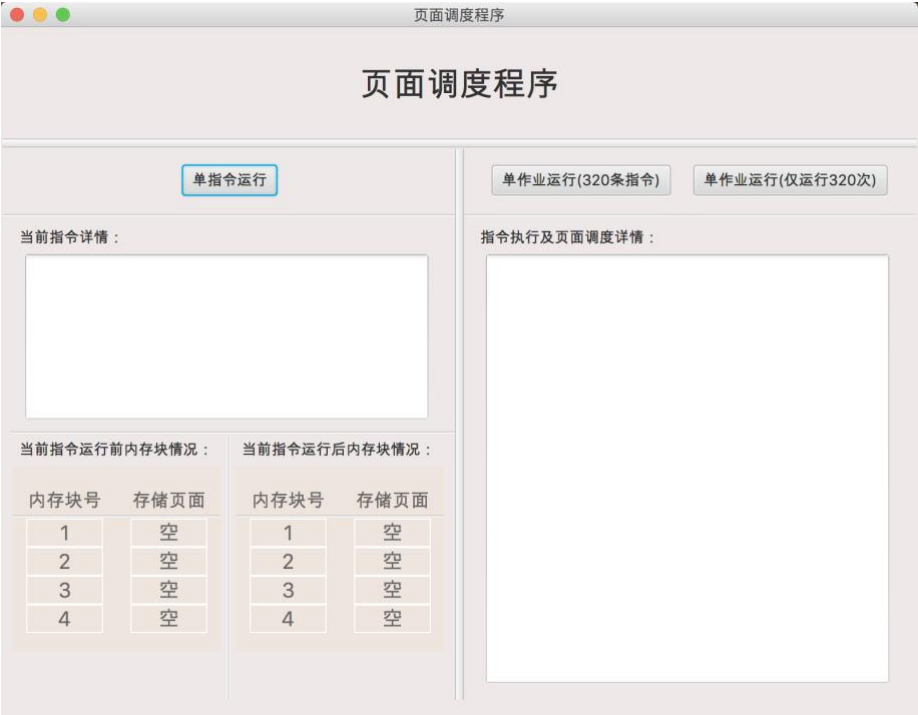 页面调度程序
页面调度程序
单指令运行
单作业运行(320条指令) 单作业运行(仅运行320次)
当前指令详情：
指令执行及页面调度详情：
当前指令运行前内存块情况： 当前指令运行后内存块情况：
内存块号 存储页面 内存块号 存储页面
1 空 1 空
2 空 2 空
3 空 3 空
4 空 4 空